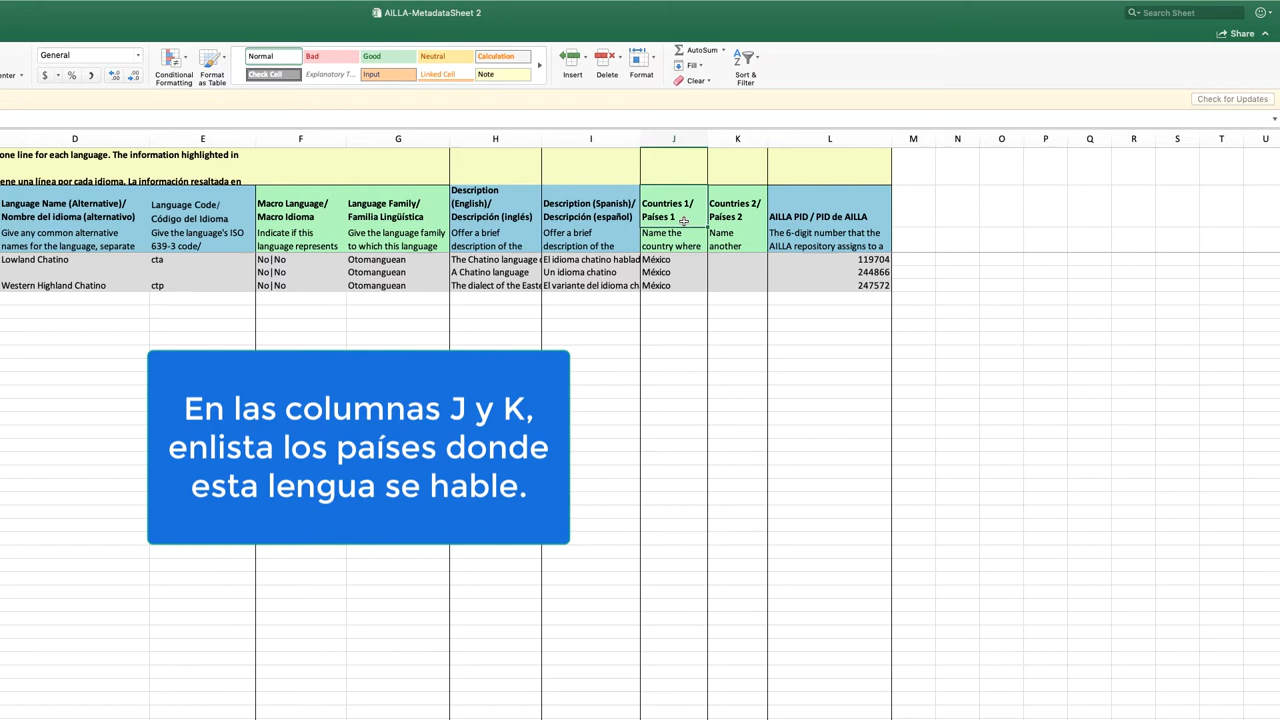 AILLA-MetadataSheet 2
Search Sheet
Share
General
Normal
Bad
Good
Neutral
Calculation
Check Cell
Explanatory T...
Input
Linked Cell
Note
$ %
Conditional
Formatting
Format
as Table
Insert
Delete
Format
AutoSum
Fill
Clear
Sort &
Filter
Check for Updates
D E F G H I J K L M N O P Q R S T U
one line for each language. The information highlighted in
ene una línea por cada idioma. La información resaltada en
Language Name (Alternative)/
Nombre del idioma (alternativo)
Give any common alternative
names for the language, separate
Language Code/
Código del Idioma
Give the language's ISO
639-3 code/
Macro Language/
Macro Idioma
Indicate if this
language represents
Language Family/
Familia Lingüística
Give the language family
to which this language
Description
(English)/
Descripción (inglés)
Offer a brief
description of the
Description (Spanish)/
Descripción (español)
Offer a brief
description of the
Countries 1/
Países 1
Name the
country where
Countries 2/
Países 2
Name
another
AILLA PID / PID de AILLA
The 6-digit number that the
AILLA repository assigns to a
Lowland Chatino cta No|No Otomanguean The Chatino language El idioma chatino hablad México 119704
No|No Otomanguean A Chatino language Un idioma chatino México 244866
Western Highland Chatino ctp No|No Otomanguean The dialect of the Easte El variante del idioma ch México 247572
En las columnas J y K,
enlista los países donde
esta lengua se hable.